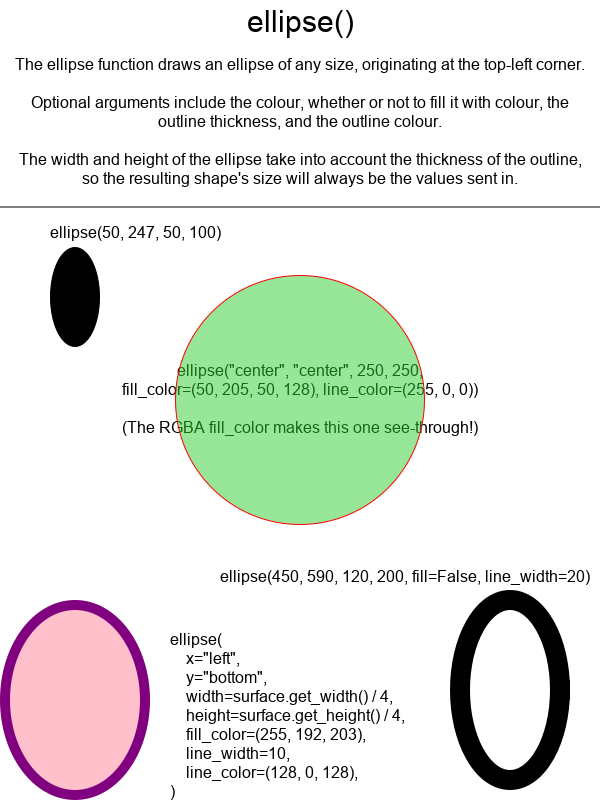 ellipse()
The ellipse function draws an ellipse of any size, originating at the top-left corner.
Optional arguments include the colour, whether or not to fill it with colour, the
outline thickness, and the outline colour.
The width and height of the ellipse take into account the thickness of the outline,
so the resulting shape's size will always be the values sent in.
ellipse(50, 247, 50, 100)
ellipse("center", "center", 250, 250,
fill_color=(50, 205, 50, 128), line_color=(255, 0, 0))
(The RGBA fill_color makes this one see-through!)
ellipse(450, 590, 120, 200, fill=False, line_width=20)
ellipse(
x="left",
y="bottom",
width=surface.get_width() / 4,
height=surface.get_height() / 4,
fill_color=(255, 192, 203),
line_width=10,
line_color=(128, 0, 128),
)